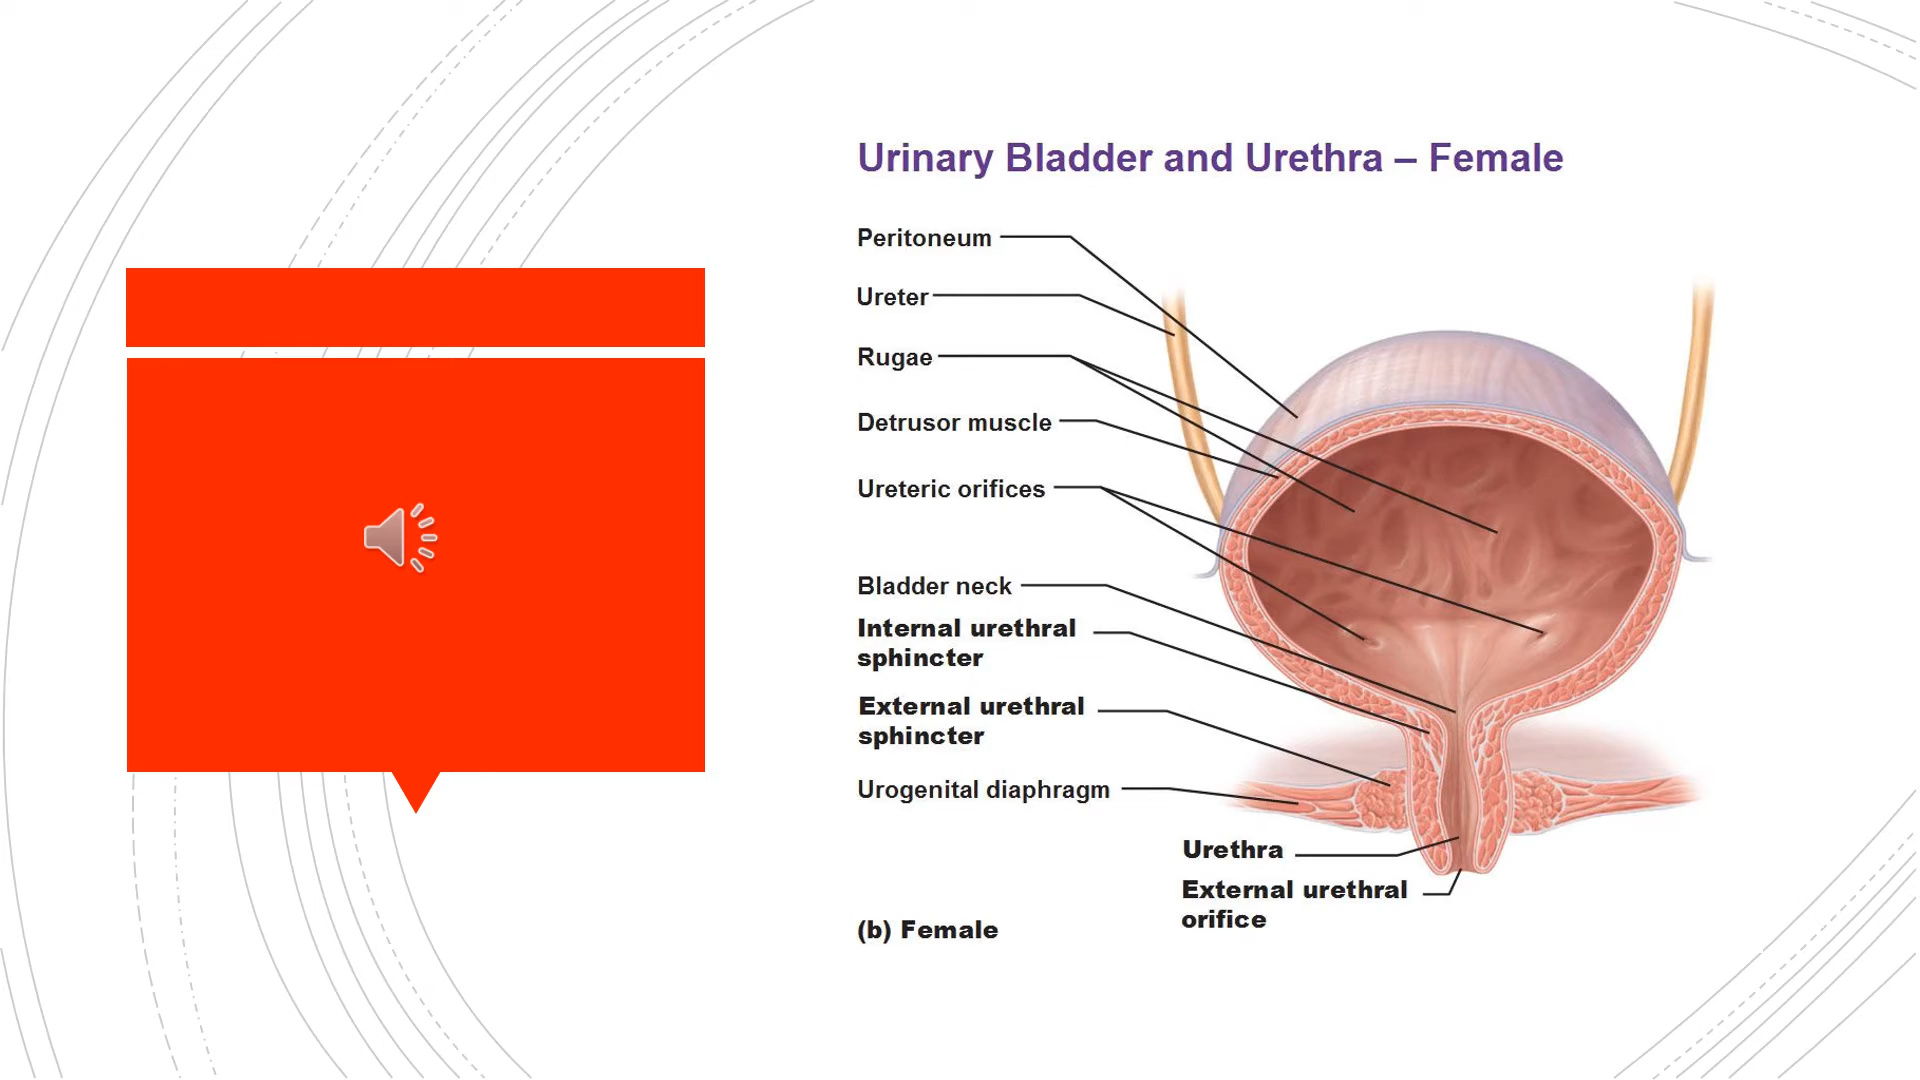 Urinary Bladder and Urethra – Female
Peritoneum
Ureter
Rugae
Detrusor muscle
Ureteric orifices
Bladder neck
Internal urethral
sphincter
External urethral
sphincter
Urogenital diaphragm
Urethra
External urethral
orifice
(b) Female